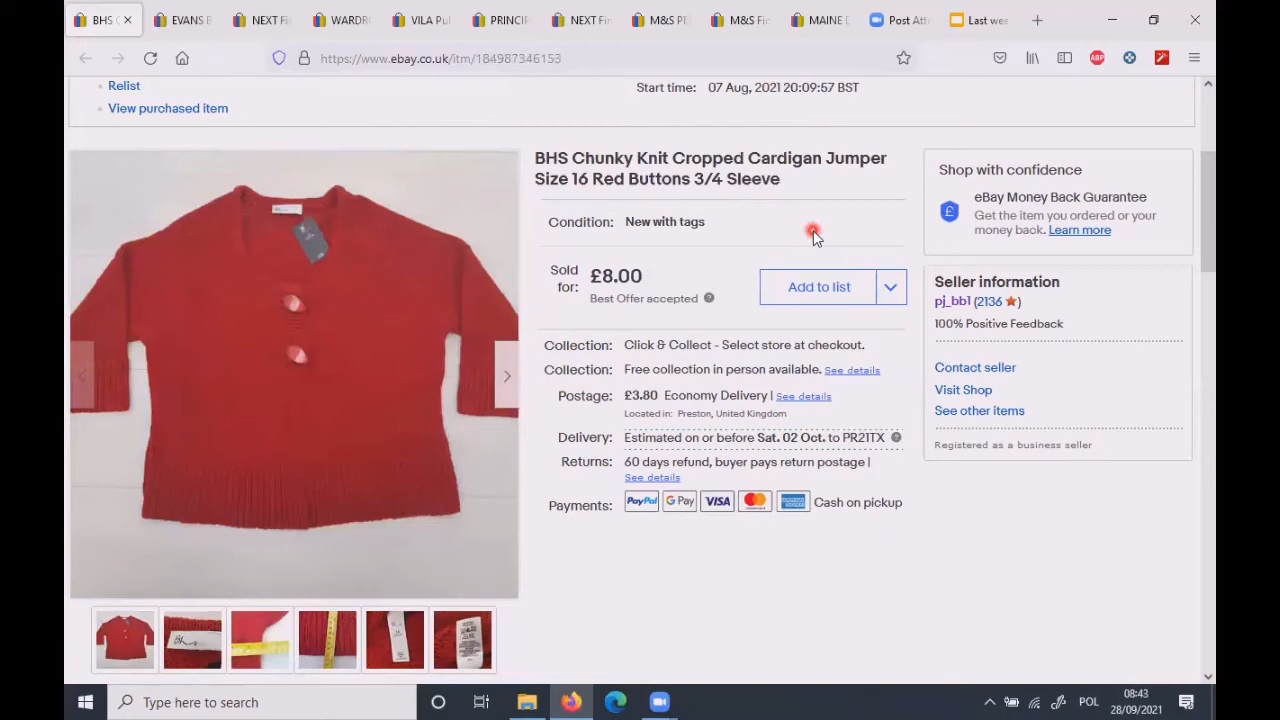 BHS C
EVANS B
NEXT Fi
WARDR
VILA Pul
PRINCIP
NEXT Fi
M&S PE
M&S Fin
MAINE D
Post Att
Last wee
https://www.ebay.co.uk/itm/184987346153
ABP
Relist
View purchased item
Start time: 07 Aug, 2021 20:09:57 BST
BHS Chunky Knit Cropped Cardigan Jumper
Size 16 Red Buttons 3/4 Sleeve
Condition: New with tags
Sold for: £8.00
Best Offer accepted
Add to list
Collection: Click & Collect - Select store at checkout.
Collection: Free collection in person available. See details
Postage: £3.80 Economy Delivery | See details
Located in: Preston, United Kingdom
Delivery: Estimated on or before Sat. 02 Oct. to PR21TX
Returns: 60 days refund, buyer pays return postage |
See details
Payments: PayPal G Pay VISA Cash on pickup
Shop with confidence
eBay Money Back Guarantee
Get the item you ordered or your
money back. Learn more
Seller information
pj_bb1 (2136)
100% Positive Feedback
Contact seller
Visit Shop
See other items
Registered as a business seller
Type here to search
POL
08:43
28/09/2021